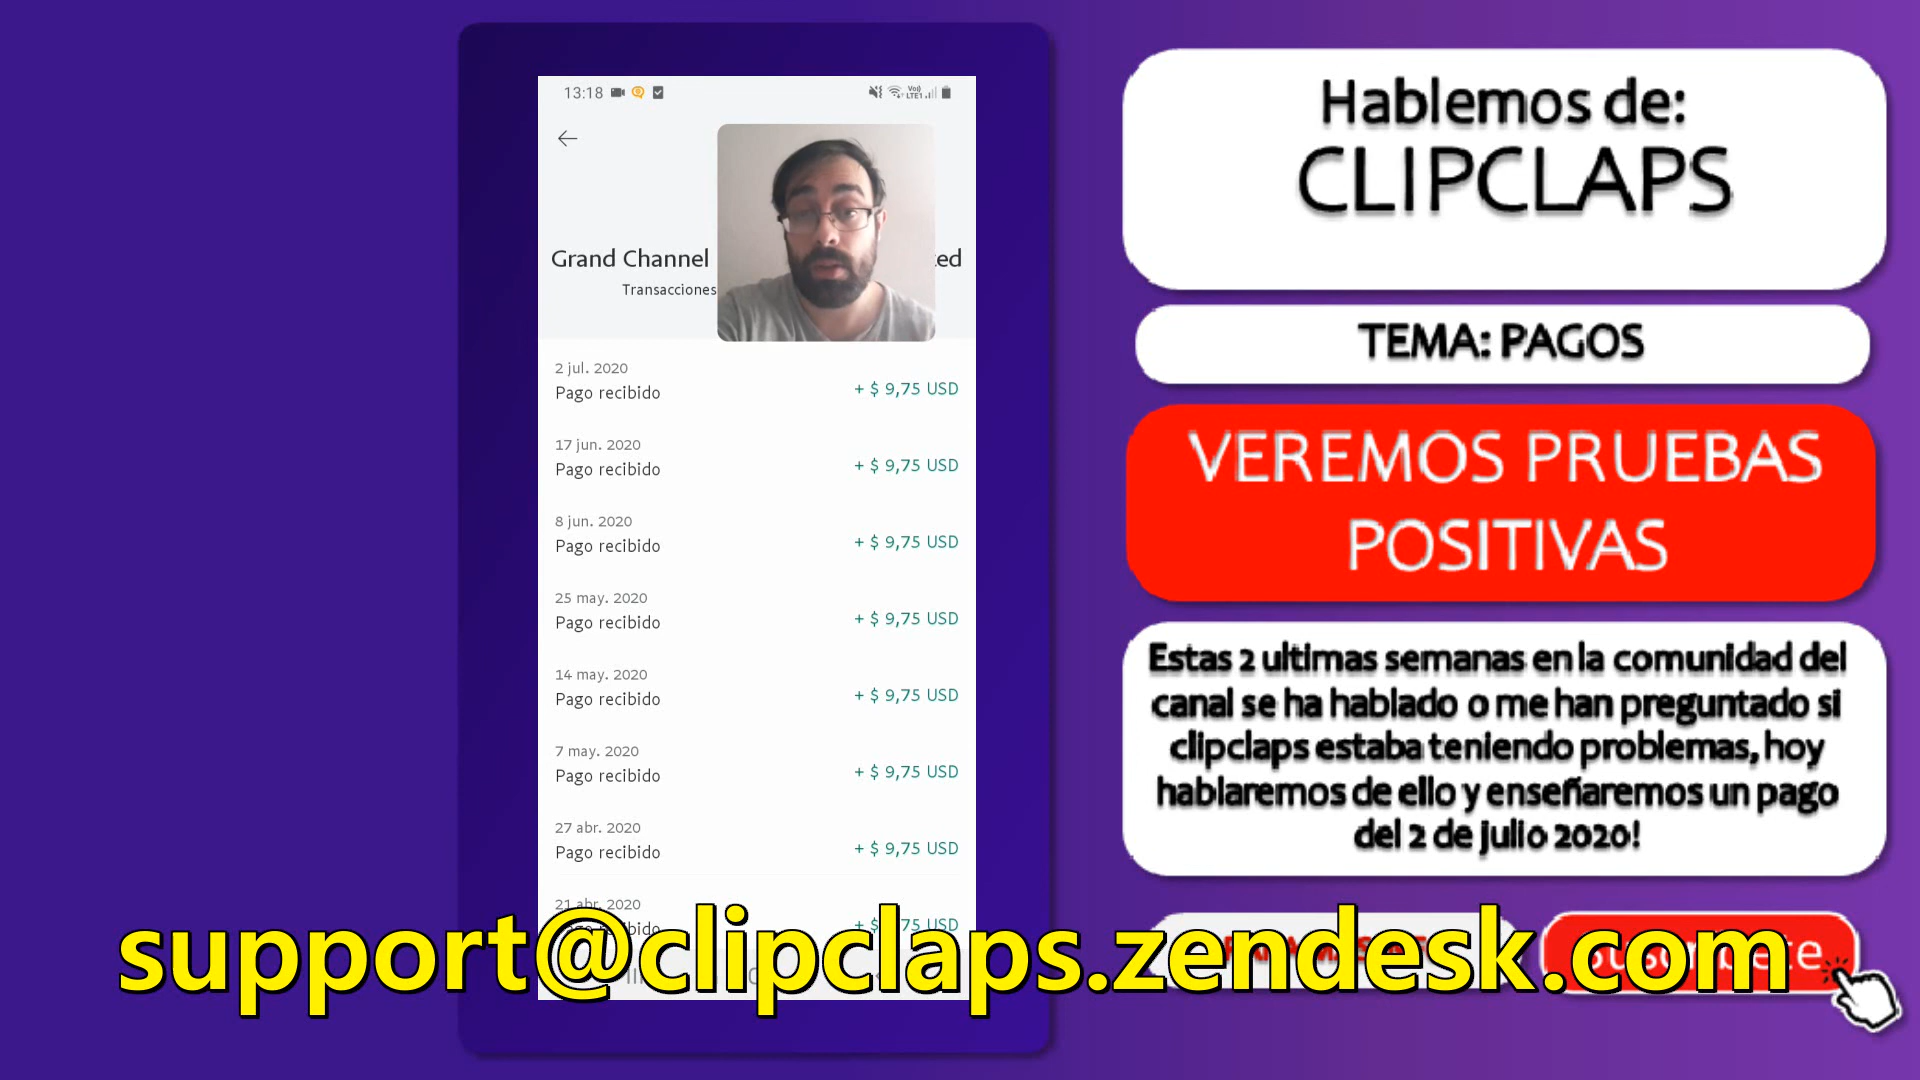 13:18
Grand Channel
Transacciones
2 jul. 2020
Pago recibido
+ $ 9,75 USD
17 jun. 2020
Pago recibido
+ $ 9,75 USD
8 jun. 2020
Pago recibido
+ $ 9,75 USD
25 may. 2020
Pago recibido
+ $ 9,75 USD
14 may. 2020
Pago recibido
+ $ 9,75 USD
7 may. 2020
Pago recibido
+ $ 9,75 USD
27 abr. 2020
Pago recibido
+ $ 9,75 USD
21 abr. 2020
Hablemos de:
CLIPCLAPS
TEMA: PAGOS
VEREMOS PRUEBAS
POSITIVAS
Estas 2 ultimas semanas en la comunidad del
canal se ha hablado o me han preguntado si
clipclaps estaba teniendo problemas, hoy
hablaremos de ello y enseñaremos un pago
del 2 de julio 2020!
support@clipclaps.zendesk.com